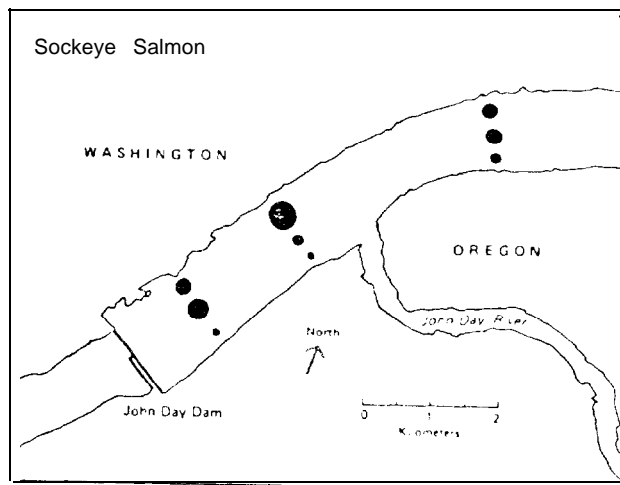 Sockeye Salmon
WASHINGTON
OREGON
John Day River
North
John Day Dam
0 1 2
Kilometers